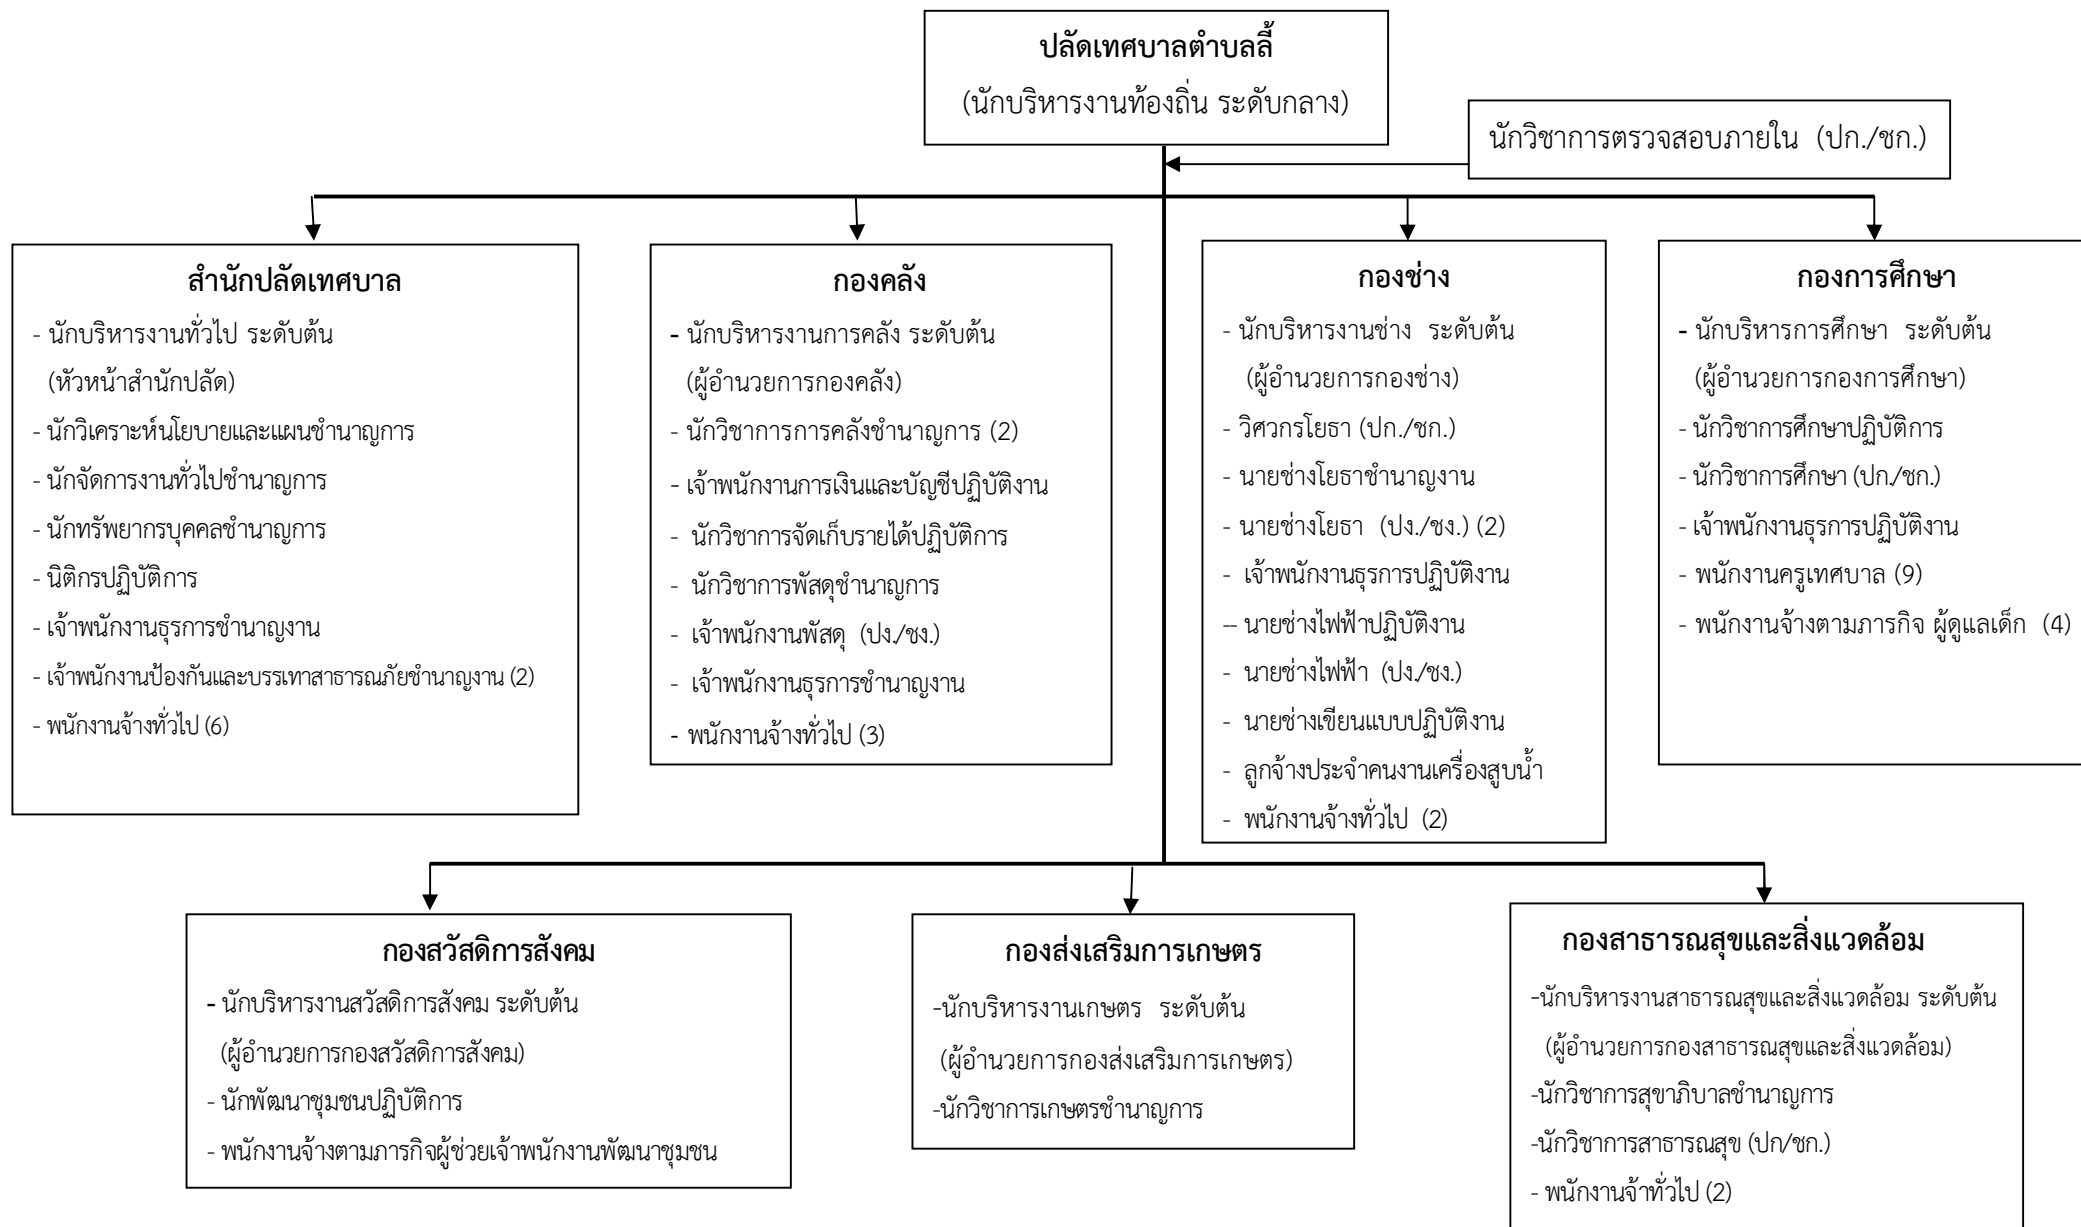 ปลัดเทศบาลตำบลลี้
(นักบริหารงานท้องถิ่น ระดับกลาง)
นักวิชาการตรวจสอบภายใน (ปก./ชก.)
สำนักปลัดเทศบาล
- นักบริหารงานทั่วไป ระดับต้น
(หัวหน้าสำนักปลัด)
- นักวิเคราะห์นโยบายและแผนชำนาญการ
- นักจัดการงานทั่วไปชำนาญการ
- นักทรัพยากรบุคคลชำนาญการ
- นิติกรปฏิบัติการ
- เจ้าพนักงานธุรการชำนาญงาน
- เจ้าพนักงานป้องกันและบรรเทาสาธารณภัยชำนาญงาน (2)
- พนักงานจ้างทั่วไป (6)
กองคลัง
- นักบริหารงานการคลัง ระดับต้น
(ผู้อำนวยการกองคลัง)
- นักวิชาการการคลังชำนาญการ (2)
- เจ้าพนักงานการเงินและบัญชีปฏิบัติงาน
- นักวิชาการจัดเก็บรายได้ปฏิบัติการ
- นักวิชาการพัสดุชำนาญการ
- เจ้าพนักงานพัสดุ (ปง./ชง.)
- เจ้าพนักงานธุรการชำนาญงาน
- พนักงานจ้างทั่วไป (3)
กองช่าง
- นักบริหารงานช่าง ระดับต้น
(ผู้อำนวยการกองช่าง)
- วิศวกรโยธา (ปก./ชก.)
- นายช่างโยธาชำนาญงาน
- นายช่างโยธา (ปง./ชง.) (2)
- เจ้าพนักงานธุรการปฏิบัติงาน
-- นายช่างไฟฟ้าปฏิบัติงาน
- นายช่างไฟฟ้า (ปง./ชง.)
- นายช่างเขียนแบบปฏิบัติงาน
- ลูกจ้างประจำคนงานเครื่องสูบน้ำ
- พนักงานจ้างทั่วไป (2)
กองการศึกษา
- นักบริหารการศึกษา ระดับต้น
(ผู้อำนวยการกองการศึกษา)
- นักวิชาการศึกษาปฏิบัติการ
- นักวิชาการศึกษา (ปก./ชก.)
- เจ้าพนักงานธุรการปฏิบัติงาน
- พนักงานครูเทศบาล (9)
- พนักงานจ้างตามภารกิจ ผู้ดูแลเด็ก (4)
กองสวัสดิการสังคม
- นักบริหารงานสวัสดิการสังคม ระดับต้น
(ผู้อำนวยการกองสวัสดิการสังคม)
- นักพัฒนาชุมชนปฏิบัติการ
- พนักงานจ้างตามภารกิจผู้ช่วยเจ้าพนักงานพัฒนาชุมชน
กองส่งเสริมการเกษตร
-นักบริหารงานเกษตร ระดับต้น
(ผู้อำนวยการกองส่งเสริมการเกษตร)
-นักวิชาการเกษตรชำนาญการ
กองสาธารณสุขและสิ่งแวดล้อม
-นักบริหารงานสาธารณสุขและสิ่งแวดล้อม ระดับต้น
(ผู้อำนวยการกองสาธารณสุขและสิ่งแวดล้อม)
-นักวิชาการสุขาภิบาลชำนาญการ
-นักวิชาการสาธารณสุข (ปก/ชก.)
- พนักงานจ้าทั่วไป (2)